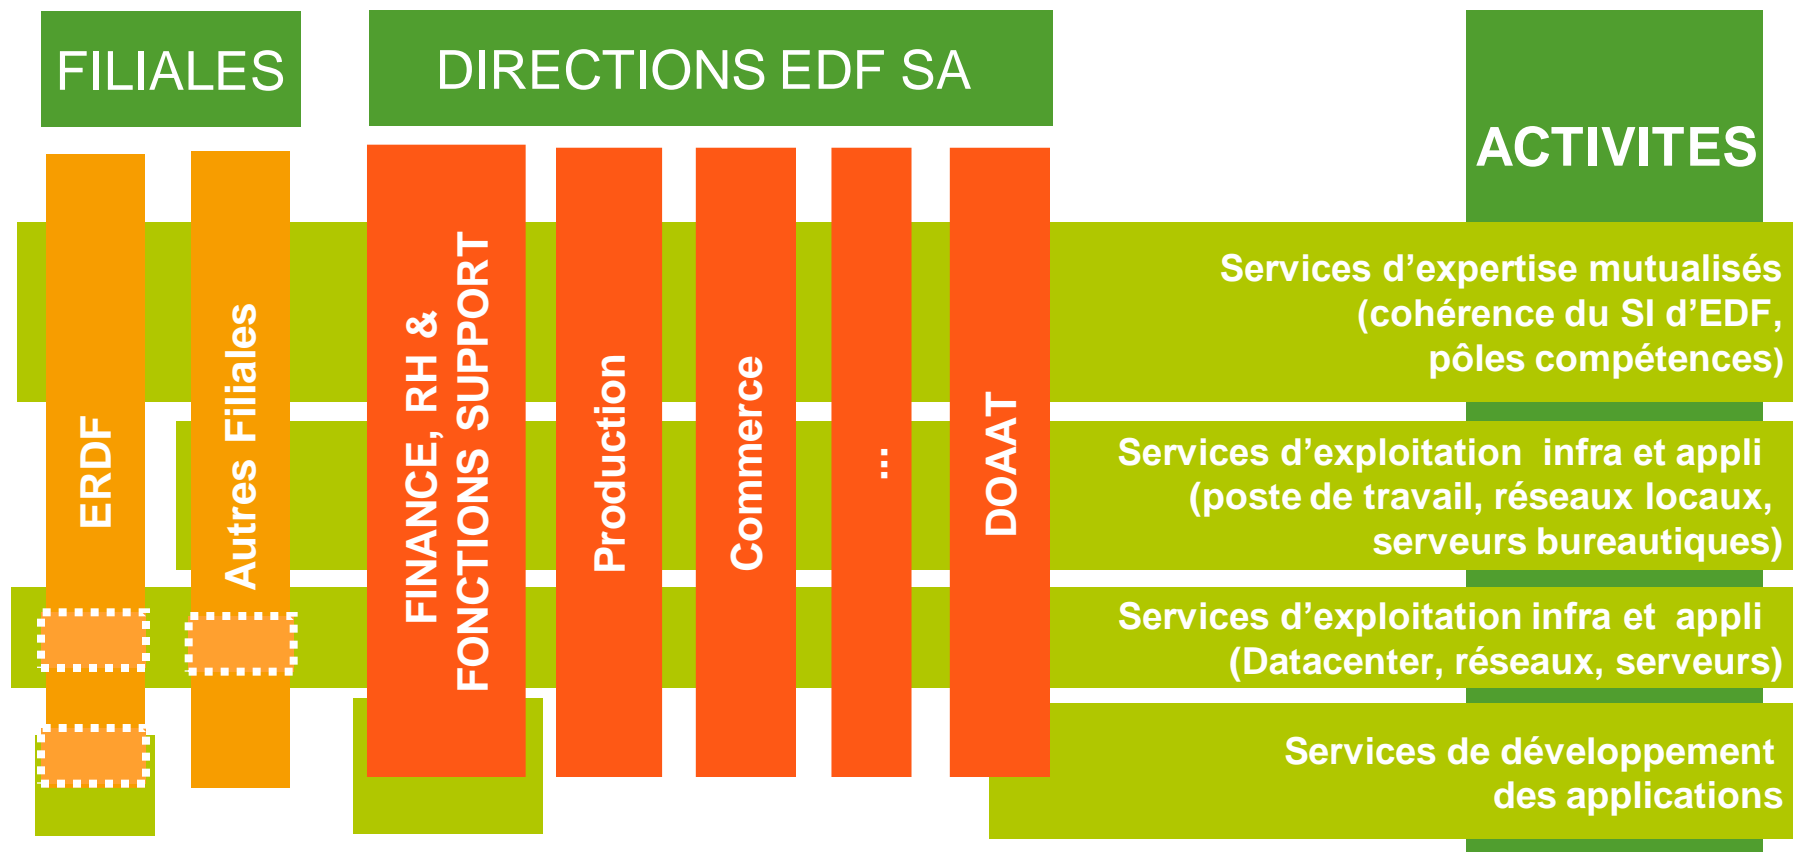 FILIALES
DIRECTIONS EDF SA
ACTIVITES
ERDF
Autres Filiales
FINANCE, RH &
FONCTIONS SUPPORT
Production
Commerce
...
DOAAT
Services d’expertise mutualisés
(cohérence du SI d’EDF,
pôles compétences)
Services d’exploitation infra et appli
(poste de travail, réseaux locaux,
serveurs bureautiques)
Services d’exploitation infra et appli
(Datacenter, réseaux, serveurs)
Services de développement
des applications